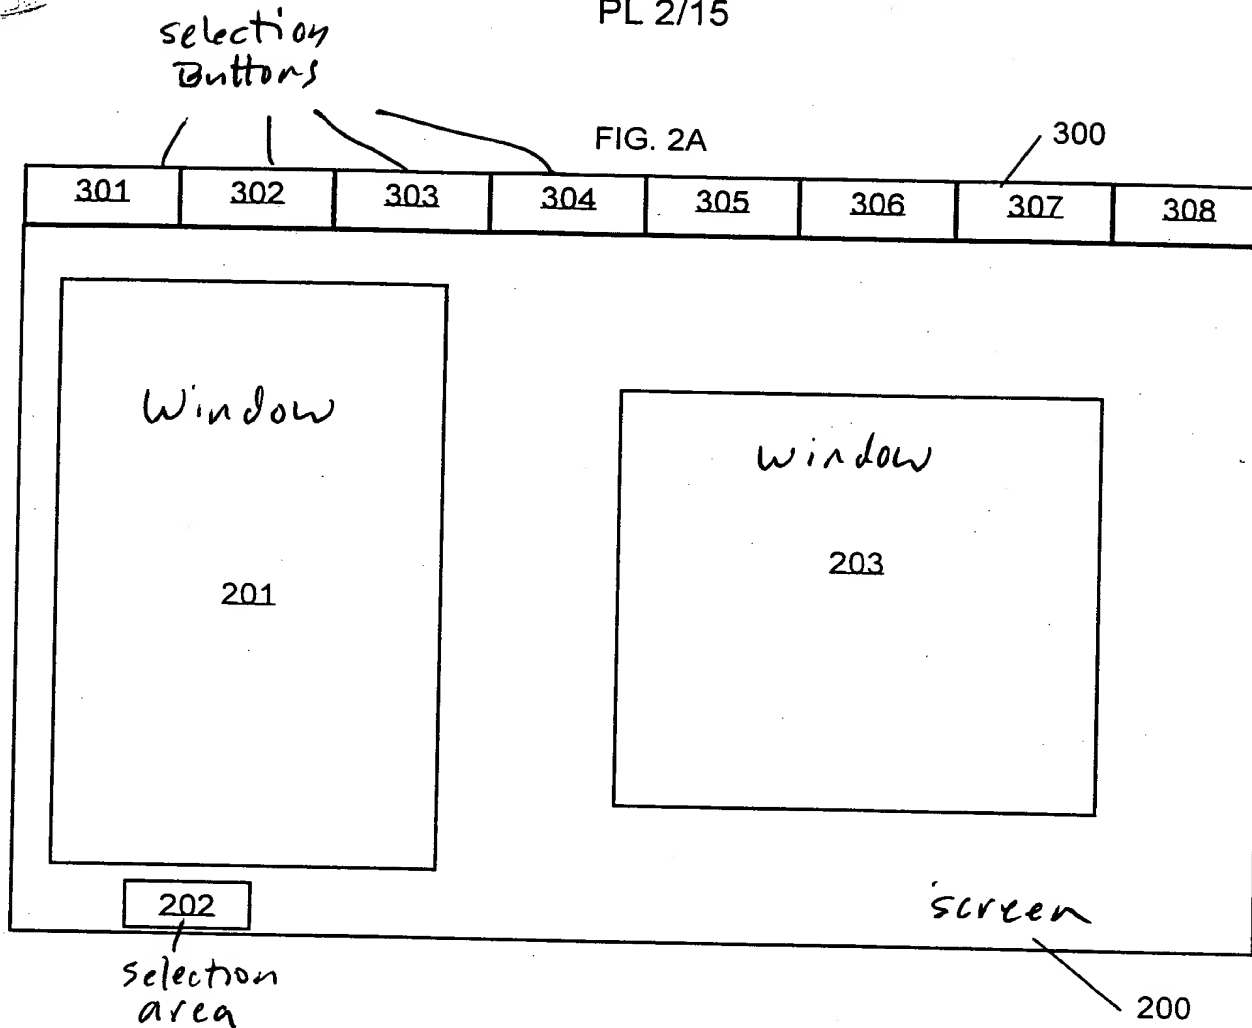 PL 2/15
selection
Buttons
FIG. 2A
300
301 302 303 304 305 306 307 308
Window
window
203
201
202
screen
selection
area
200